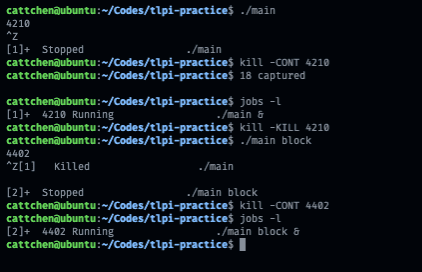 cattchen@ubuntu:~/Codes/tlpi-practice$ ./main
4210
^Z
[1]+  Stopped                 ./main
cattchen@ubuntu:~/Codes/tlpi-practice$ kill -CONT 4210
cattchen@ubuntu:~/Codes/tlpi-practice$ 18 captured
cattchen@ubuntu:~/Codes/tlpi-practice$ jobs -l
[1]+  4210 Running                 ./main &
cattchen@ubuntu:~/Codes/tlpi-practice$ kill -KILL 4210
cattchen@ubuntu:~/Codes/tlpi-practice$ ./main block
4402
^Z[1]   Killed                  ./main
[2]+  Stopped                 ./main block
cattchen@ubuntu:~/Codes/tlpi-practice$ kill -CONT 4402
cattchen@ubuntu:~/Codes/tlpi-practice$ jobs -l
[2]+  4402 Running                 ./main block &
cattchen@ubuntu:~/Codes/tlpi-practice$